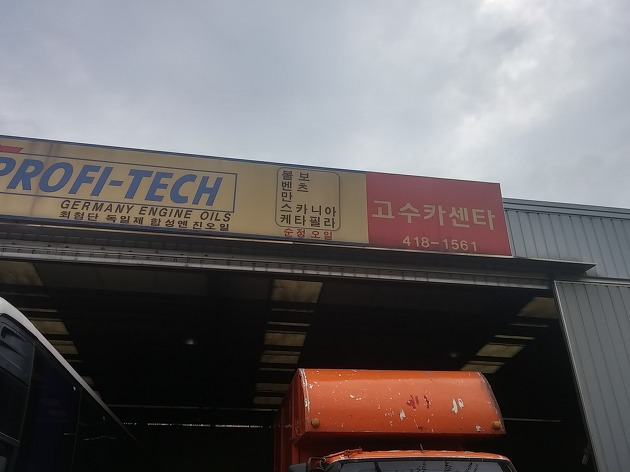 PROFI-TECH
GERMANY ENGINE OILS
최첨단 독일제 합성엔진오일
볼보
벤츠
만
스카니아
케타필라
순정오일
고수카센타
418-1561